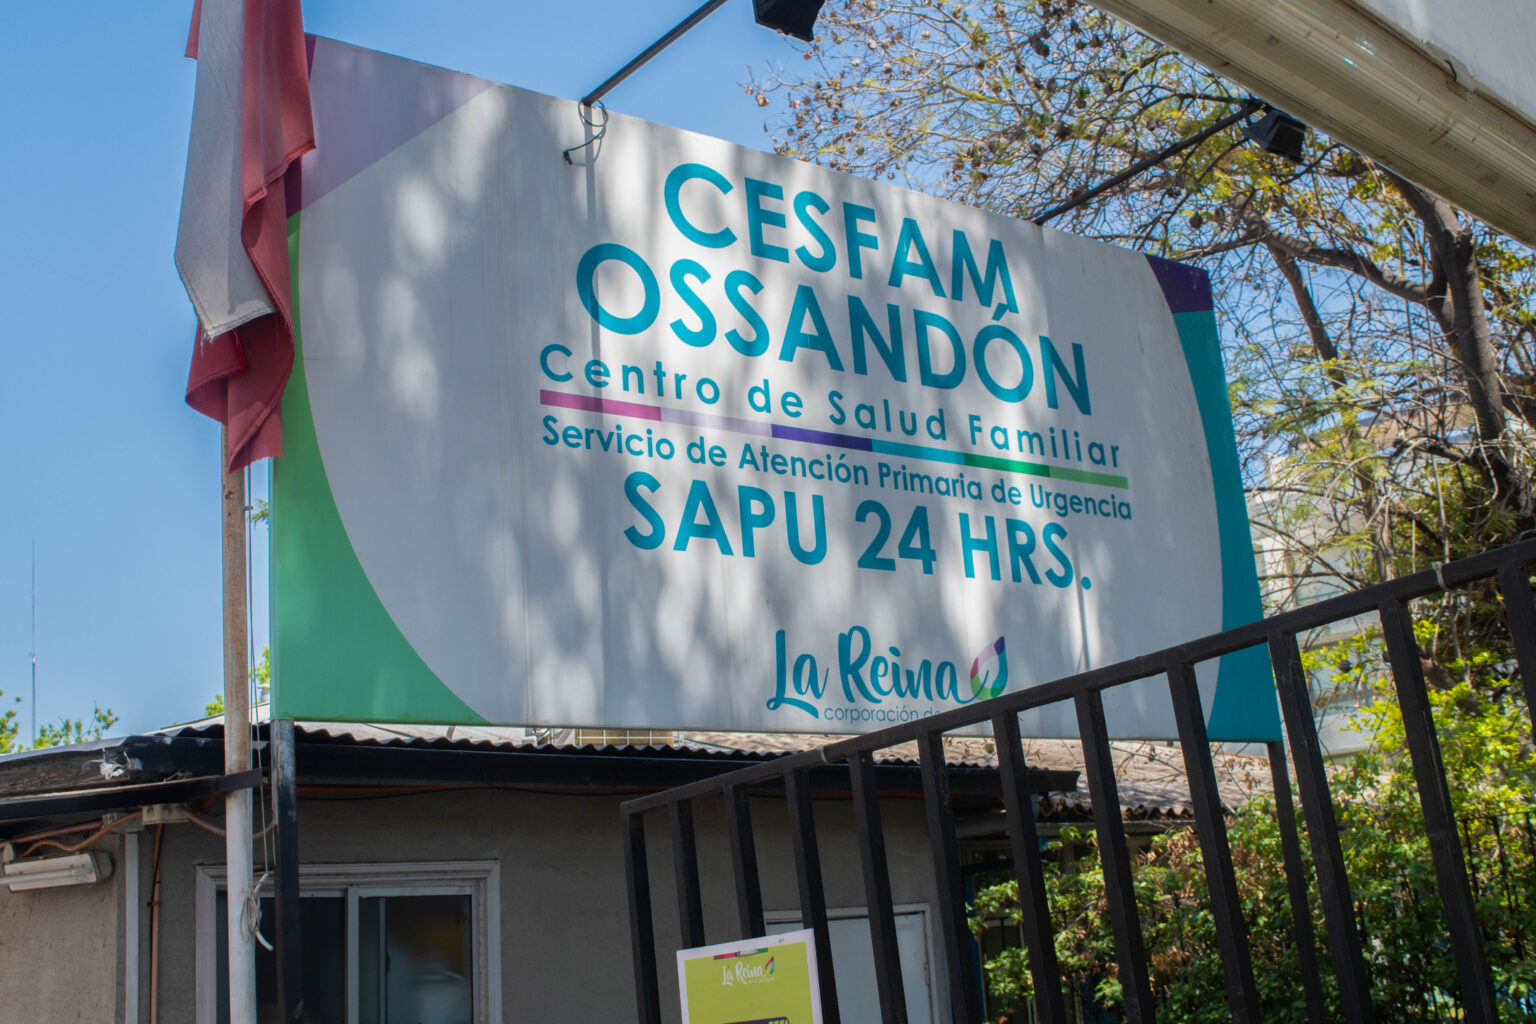 CESFAM
OSSANDÓN
Centro de Salud Familiar
Servicio de Atención Primaria de Urgencia
SAPU 24 HRS.
La Reina
corporación de
La Reina